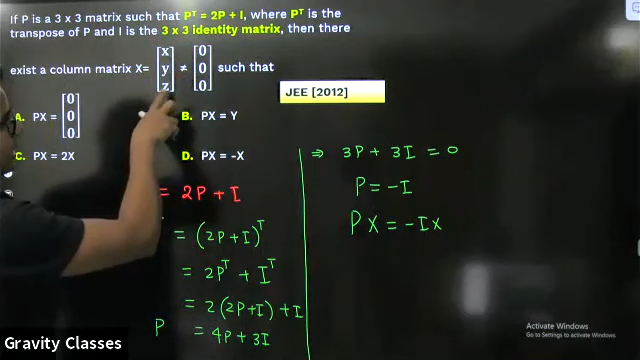 If P is a 3 x 3 matrix such that Pᵀ = 2P + I, where Pᵀ is the
transpose of P and I is the 3 x 3 identity matrix, then there
exist a column matrix X= [x y z] ≠ [0 0 0] such that
JEE [2012]
A. PX = [0 0 0]
B. PX = Y
C. PX = 2X
D. PX = -X
= 2P + I
= (2P + I)ᵀ
= 2Pᵀ + Iᵀ
= 2(2P+I) + I
P = 4P + 3I
⇒ 3P + 3I = 0
P = -I
PX = -IX
Activate Windows
Go to Settings to activate Windows.
Gravity Classes